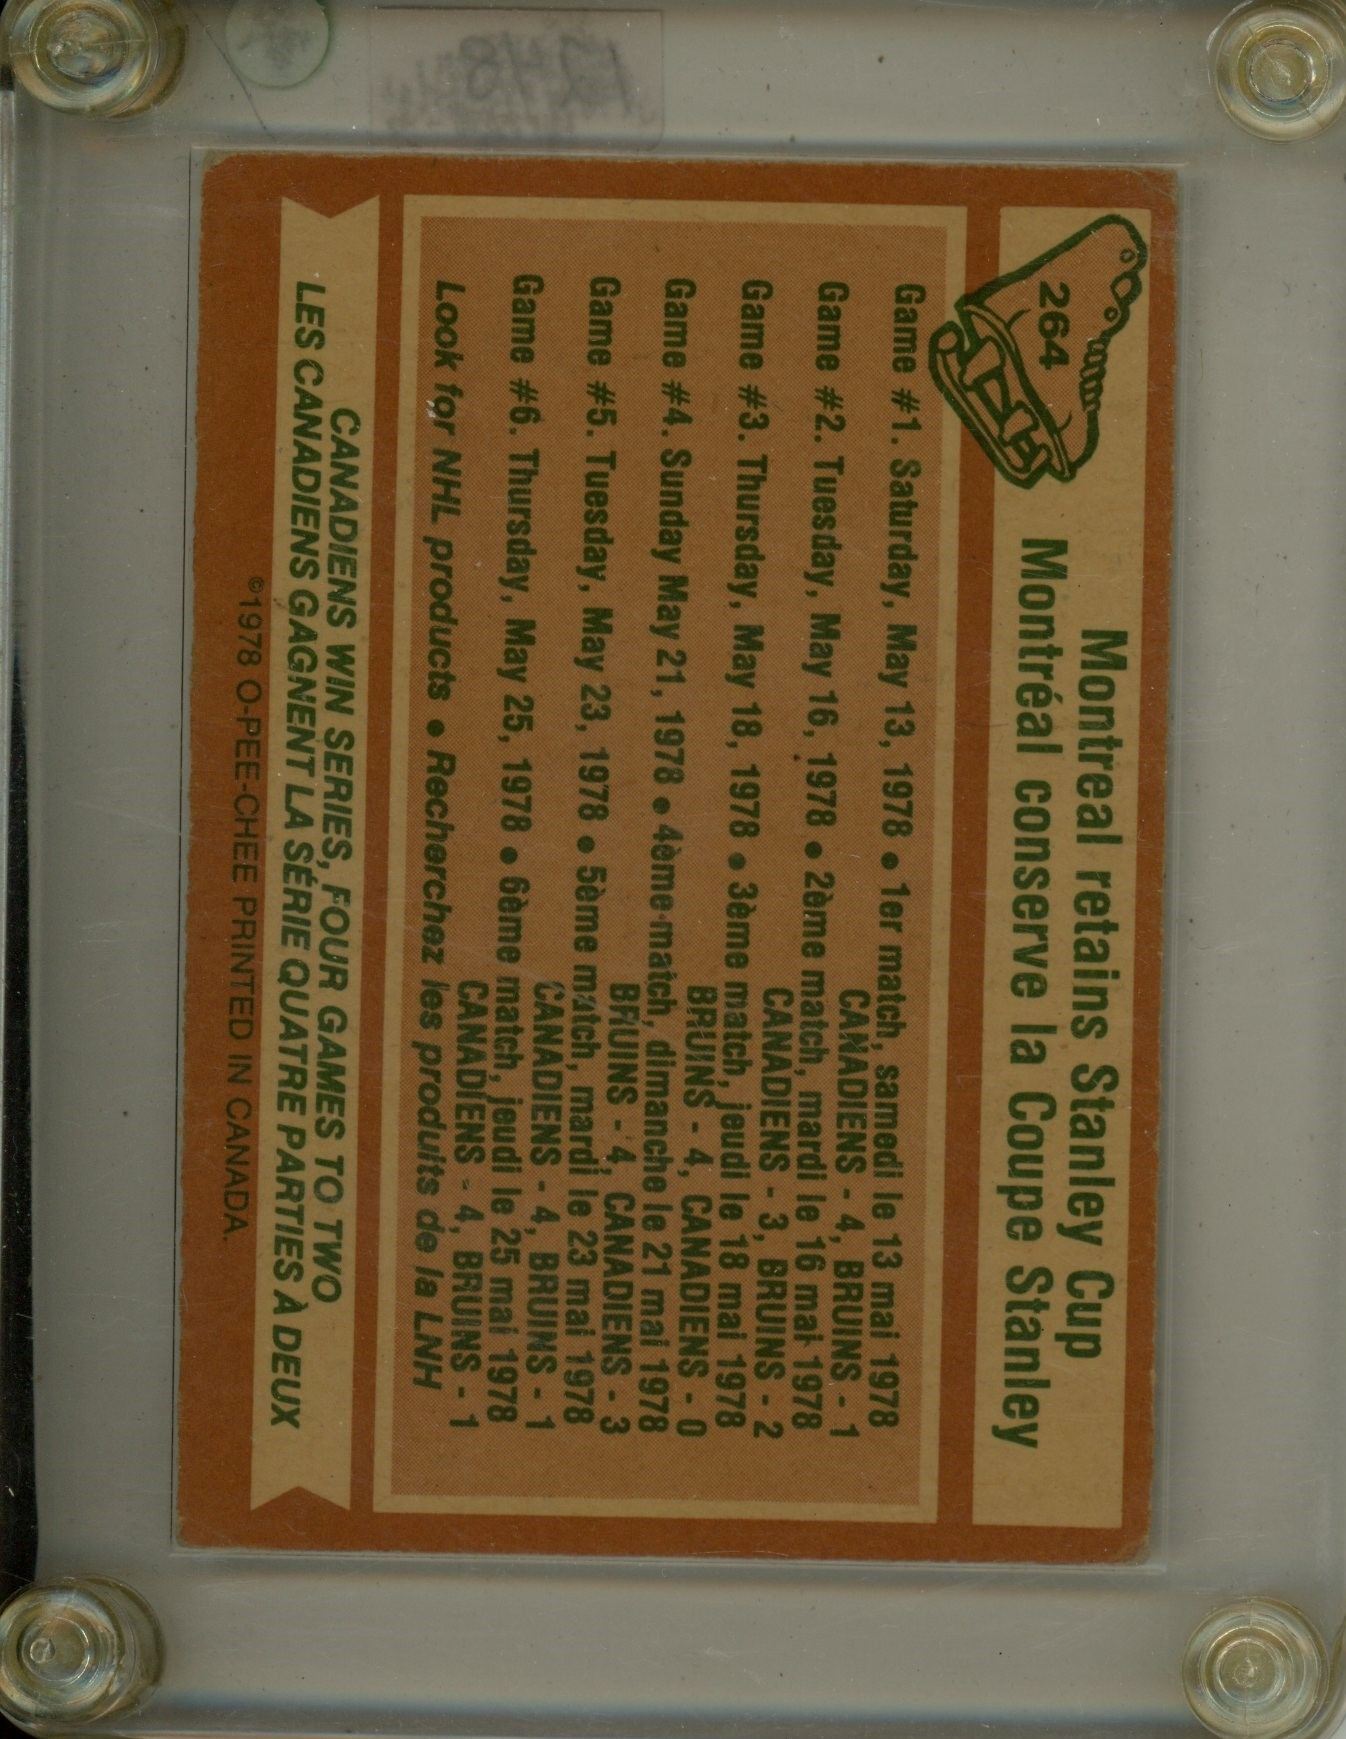 264
Montreal retains Stanley Cup
Montréal conserve la Coupe Stanley
Game #1. Saturday, May 13, 1978 ● 1er match, samedi le 13 mai 1978
CANADIENS - 4, BRUINS - 1
Game #2. Tuesday, May 16, 1978 ● 2ème match, mardi le 16 mai 1978
CANADIENS - 3, BRUINS - 2
Game #3. Thursday, May 18, 1978 ● 3ème match, jeudi le 18 mai 1978
BRUINS - 4, CANADIENS - 0
Game #4. Sunday May 21, 1978 ● 4ème match, dimanche le 21 mai 1978
BRUINS - 4, CANADIENS - 3
Game #5. Tuesday, May 23, 1978 ● 5ème match, mardi le 23 mai 1978
CANADIENS - 4, BRUINS - 1
Game #6. Thursday, May 25, 1978 ● 6ème match, jeudi le 25 mai 1978
CANADIENS - 4, BRUINS - 1
Look for NHL products ● Recherchez les produits de la LNH
CANADIENS WIN SERIES, FOUR GAMES TO TWO
LES CANADIENS GAGNENT LA SÉRIE QUATRE PARTIES À DEUX
©1978 O-PEE-CHEE PRINTED IN CANADA.